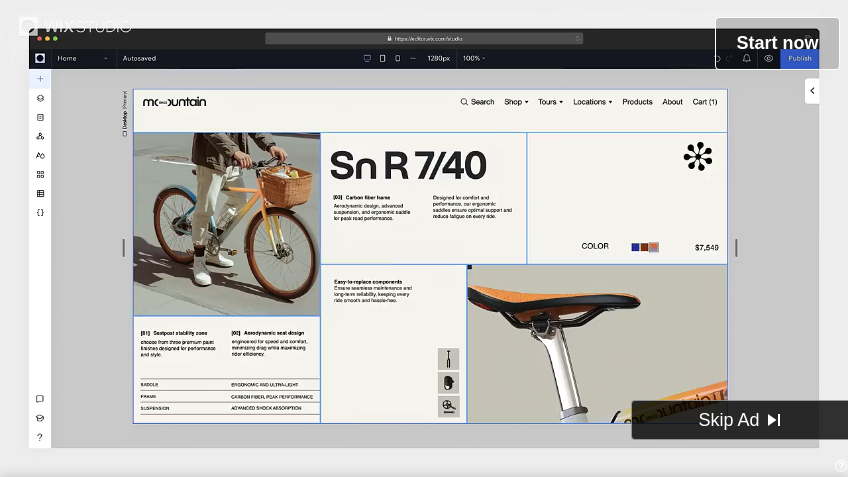 WIX STUDIO
https://editor.wix.com/studio
Start now
Home
Autosaved
1280px
100%
Publish
Desktop (Primary)
Search
Shop
Tours
Locations
Products
About
Cart (1)
Sn R 7/40
[03] Carbon fiber frame
Aerodynamic design, advanced
suspension, and ergonomic saddle
for peak road performance.
Designed for comfort and
performance, our ergonomic
saddles ensure optimal support and
reduce fatigue on every ride.
COLOR
$7,549
Easy-to-replace components
Ensure seamless maintenance and
long-term reliability, keeping every
ride smooth and hassle-free.
[01] Seatpost stability zone
choose from three premium paint
finishes designed for performance
and style.
[02] Aerodynamic seat design
engineered for speed and comfort,
minimizing drag while maximizing
rider efficiency.
SADDLE
ERGONOMIC AND ULTRA-LIGHT
FRAME
CARBON FIBER, PEAK PERFORMANCE
SUSPENSION
ADVANCED SHOCK ABSORPTION
Skip Ad